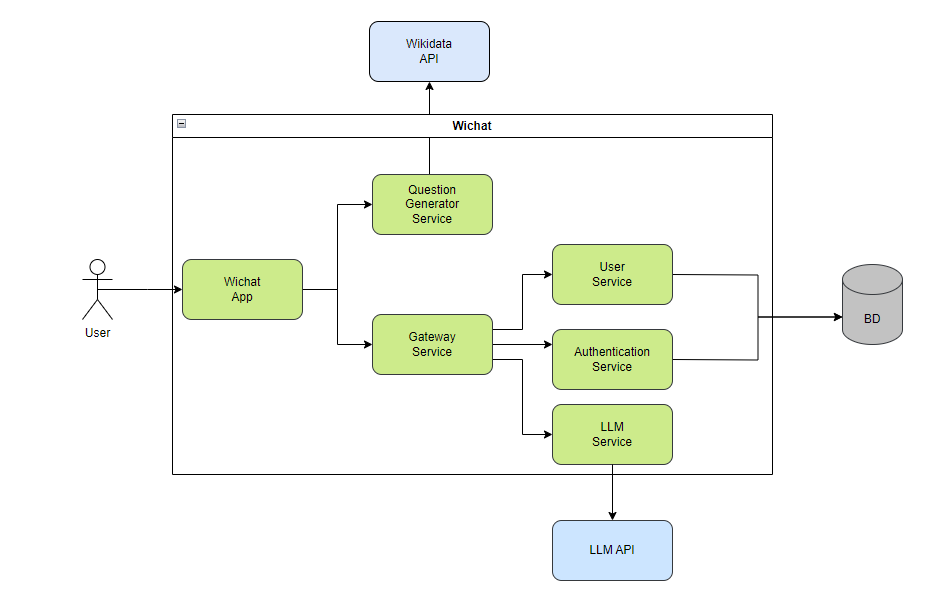 Wikidata
API
Wichat
Question
Generator
Service
User
Service
Wichat
App
User
BD
Gateway
Service
Authentication
Service
LLM
Service
LLM API